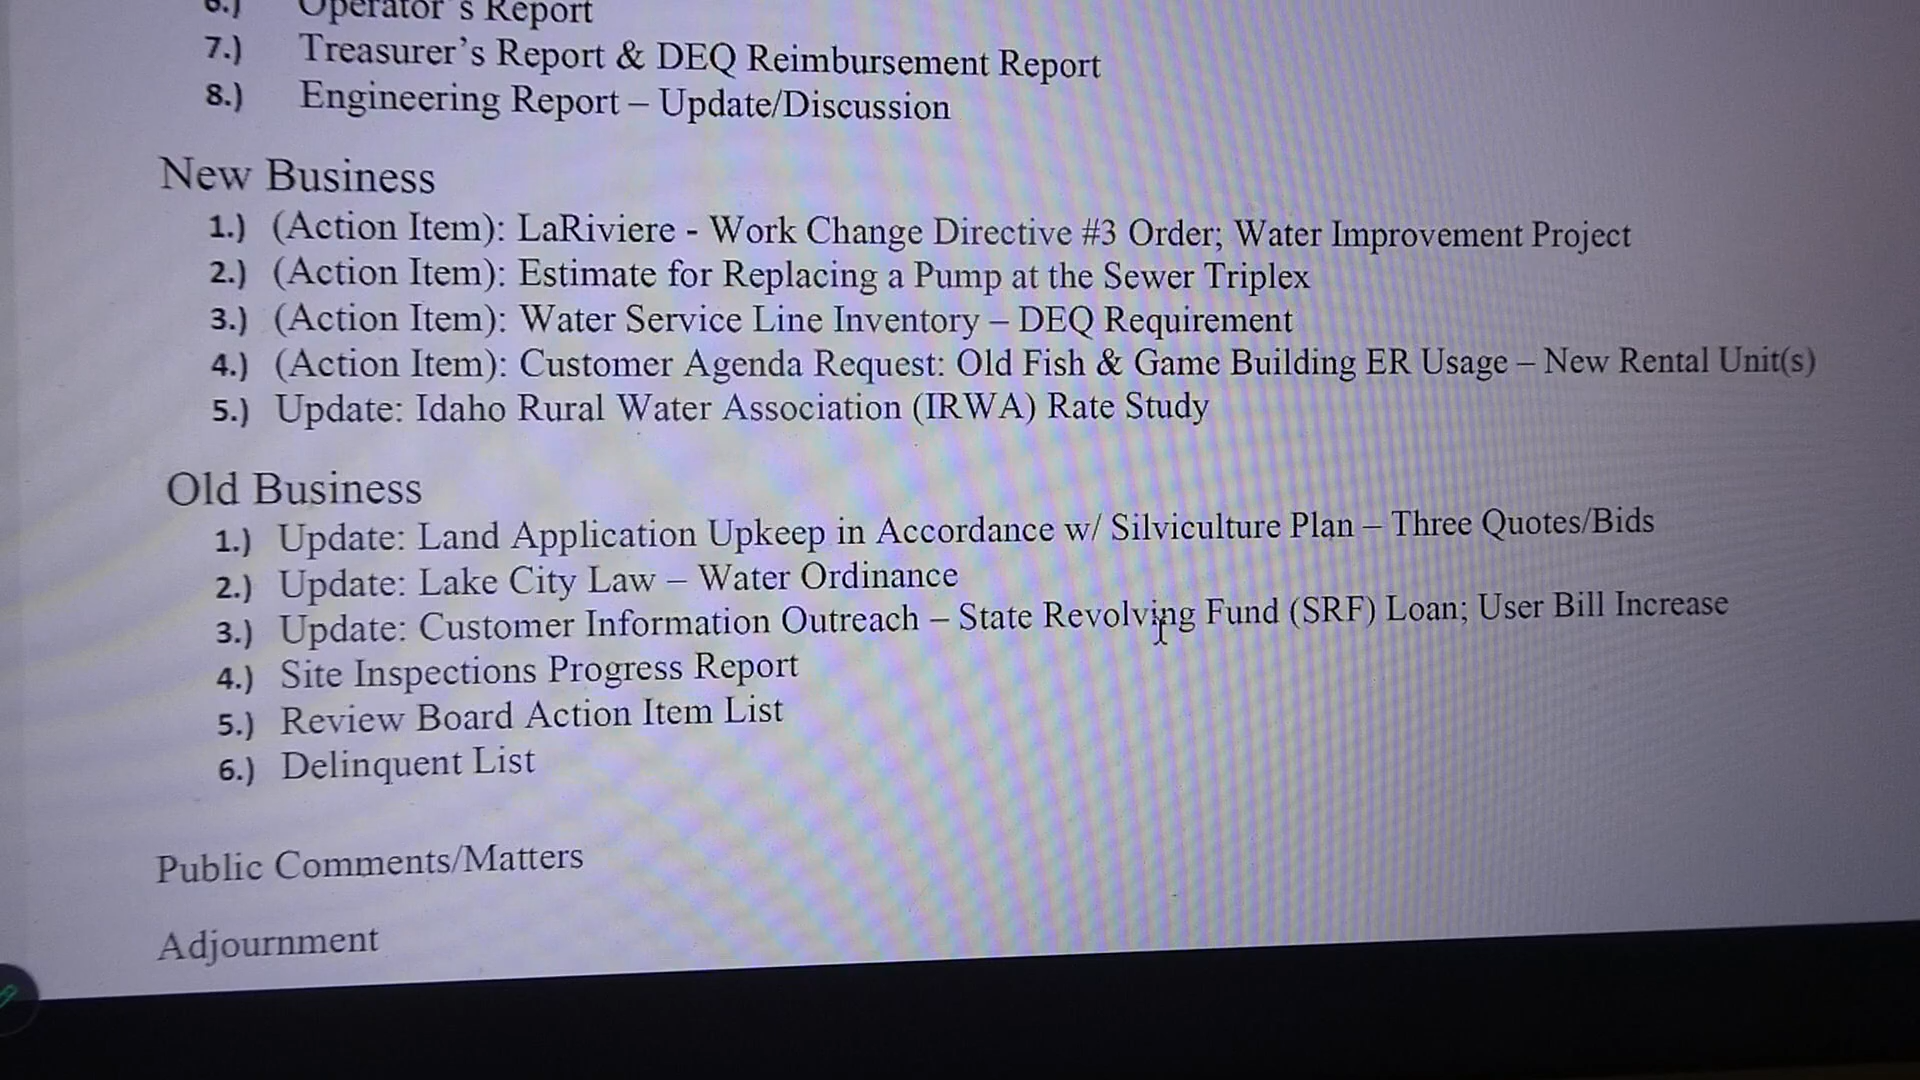 6.) Operator's Report
7.) Treasurer's Report & DEQ Reimbursement Report
8.) Engineering Report – Update/Discussion
New Business
1.) (Action Item): LaRiviere - Work Change Directive #3 Order; Water Improvement Project
2.) (Action Item): Estimate for Replacing a Pump at the Sewer Triplex
3.) (Action Item): Water Service Line Inventory – DEQ Requirement
4.) (Action Item): Customer Agenda Request: Old Fish & Game Building ER Usage – New Rental Unit(s)
5.) Update: Idaho Rural Water Association (IRWA) Rate Study
Old Business
1.) Update: Land Application Upkeep in Accordance w/ Silviculture Plan – Three Quotes/Bids
2.) Update: Lake City Law – Water Ordinance
3.) Update: Customer Information Outreach – State Revolving Fund (SRF) Loan; User Bill Increase
4.) Site Inspections Progress Report
5.) Review Board Action Item List
6.) Delinquent List
Public Comments/Matters
Adjournment